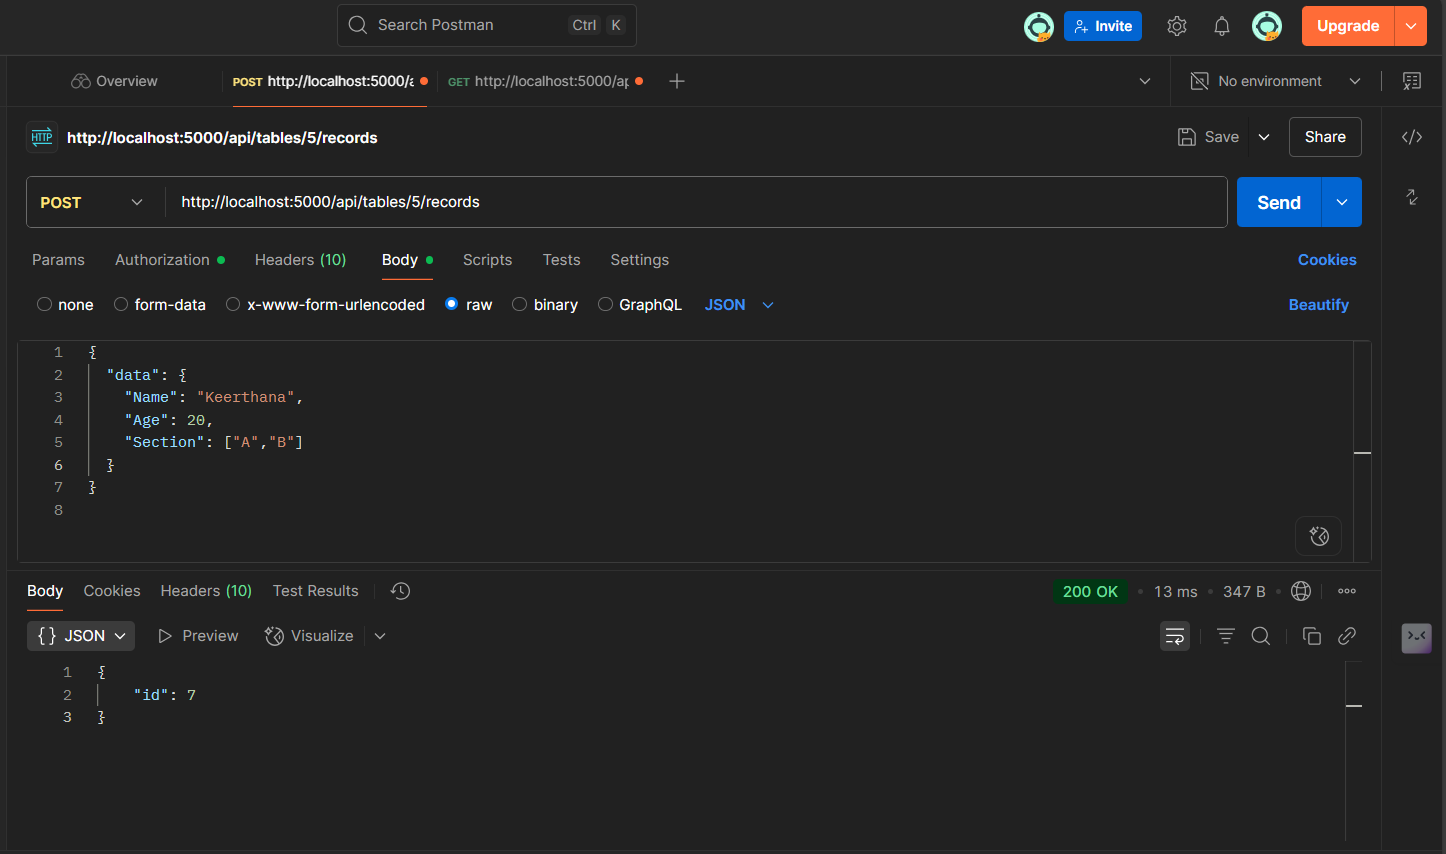 Search Postman Ctrl K Invite Upgrade
Overview POST http://localhost:5000/a GET http://localhost:5000/ap No environment
HTTP http://localhost:5000/api/tables/5/records Save Share
POST http://localhost:5000/api/tables/5/records Send
Params Authorization Headers (10) Body Scripts Tests Settings Cookies
none form-data x-www-form-urlencoded raw binary GraphQL JSON Beautify
1 {
2 "data": {
3 "Name": "Keerthana",
4 "Age": 20,
5 "Section": ["A","B"]
6 }
7 }
8
Body Cookies Headers (10) Test Results 200 OK • 13 ms • 347 B •
{} JSON Preview Visualize
1 {
2 "id": 7
3 }